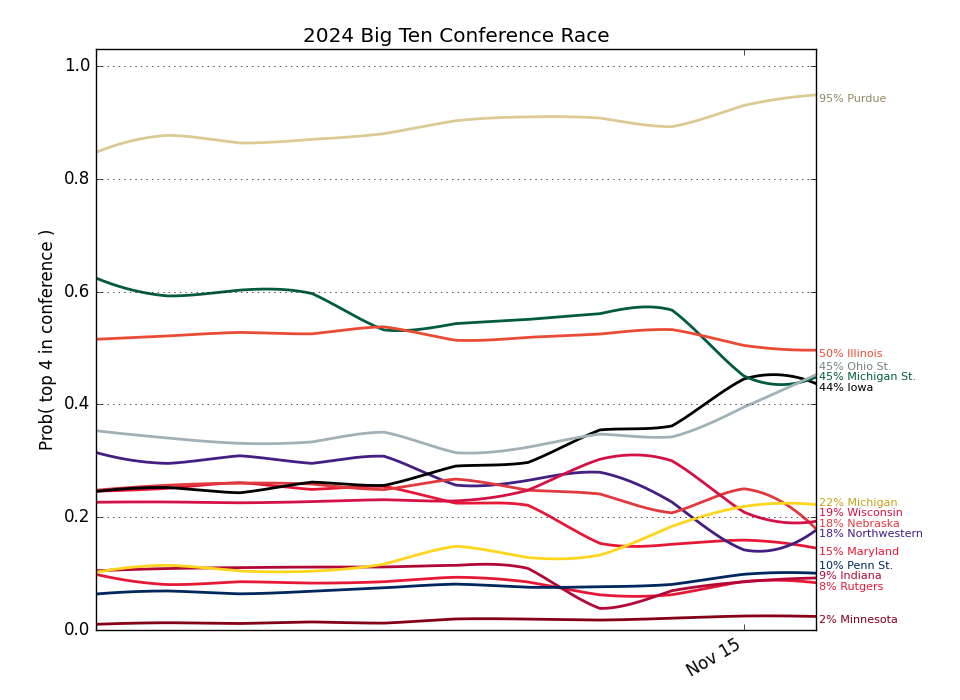 2024 Big Ten Conference Race
Prob( top 4 in conference )
1.0
0.8
0.6
0.4
0.2
0.0
95% Purdue
50% Illinois
45% Ohio St.
45% Michigan St.
44% Iowa
22% Michigan
19% Wisconsin
18% Nebraska
18% Northwestern
15% Maryland
10% Penn St.
9% Indiana
8% Rutgers
2% Minnesota
Nov 15